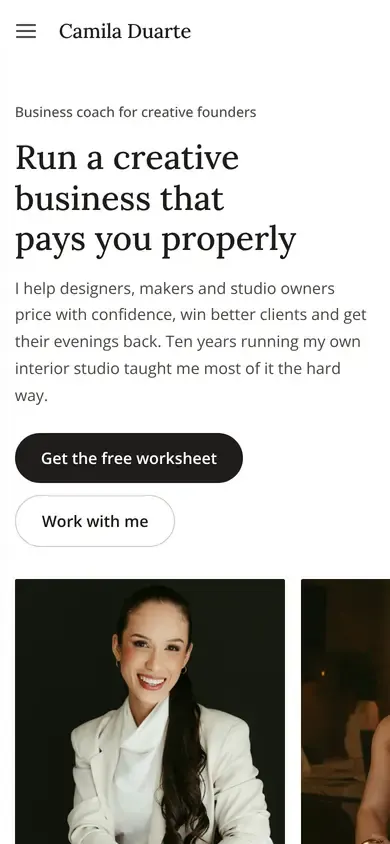 Camila Duarte
Business coach for creative founders
Run a creative
business that
pays you properly
I help designers, makers and studio owners
price with confidence, win better clients and get
their evenings back. Ten years running my own
interior studio taught me most of it the hard
way.
Get the free worksheet
Work with me